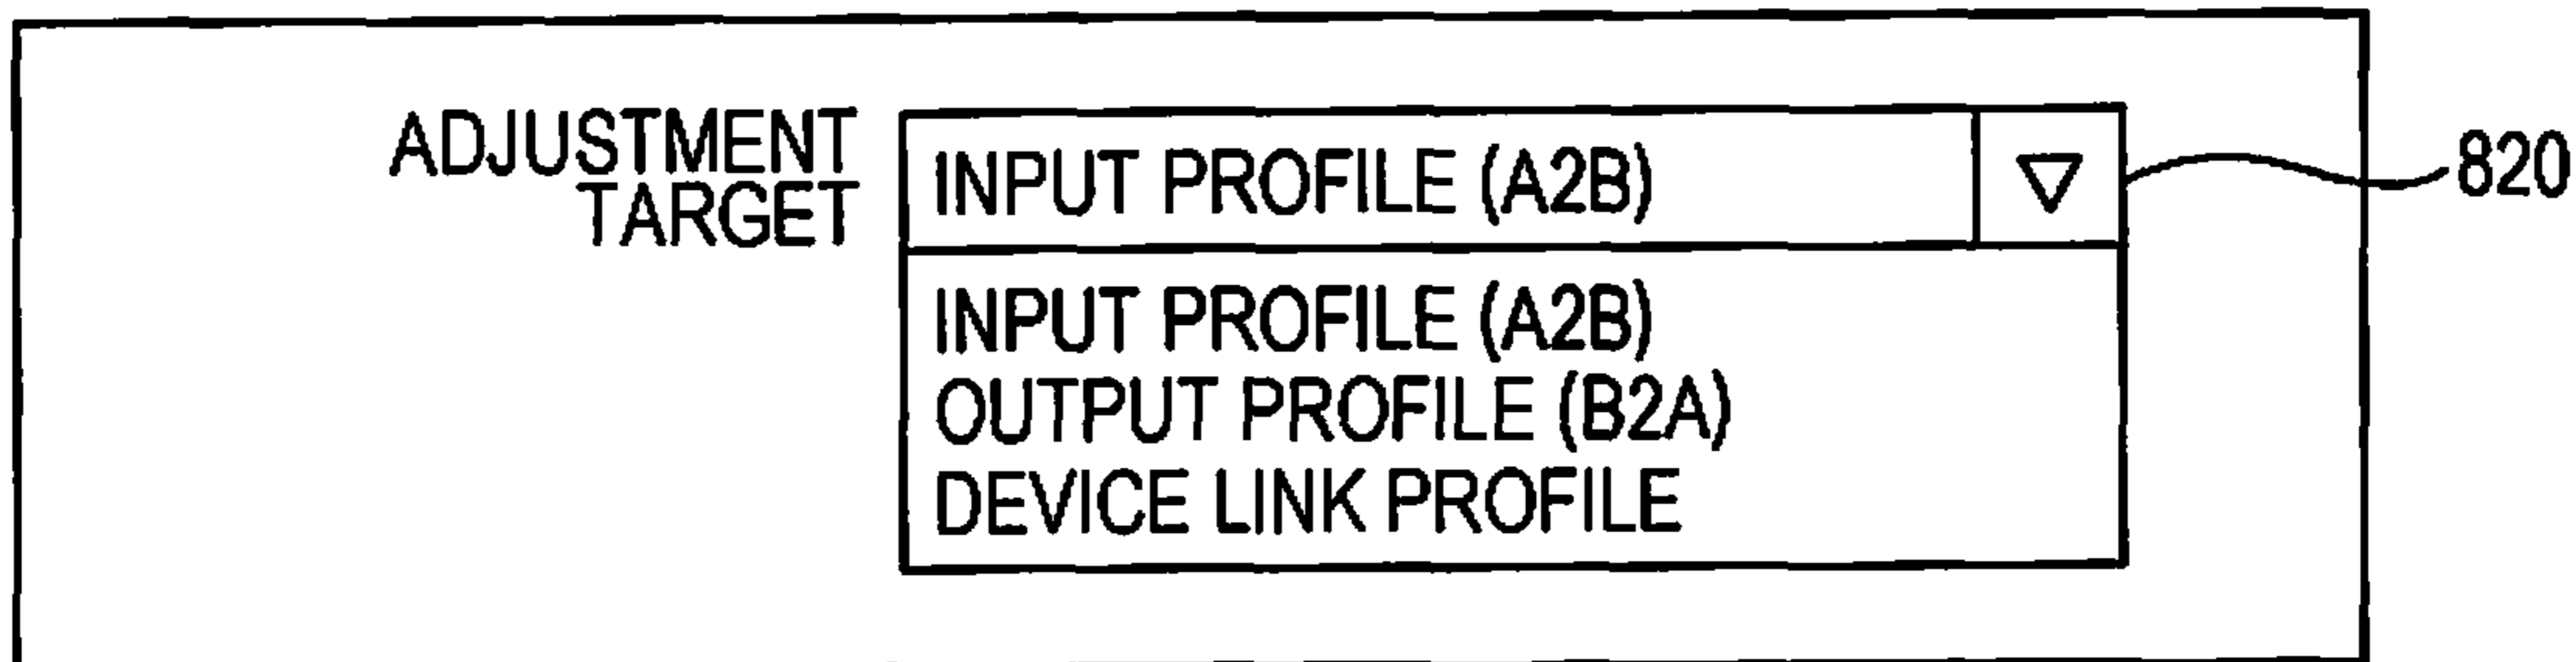 ADJUSTMENT
TARGET
INPUT PROFILE (A2B)
820
INPUT PROFILE (A2B)
OUTPUT PROFILE (B2A)
DEVICE LINK PROFILE